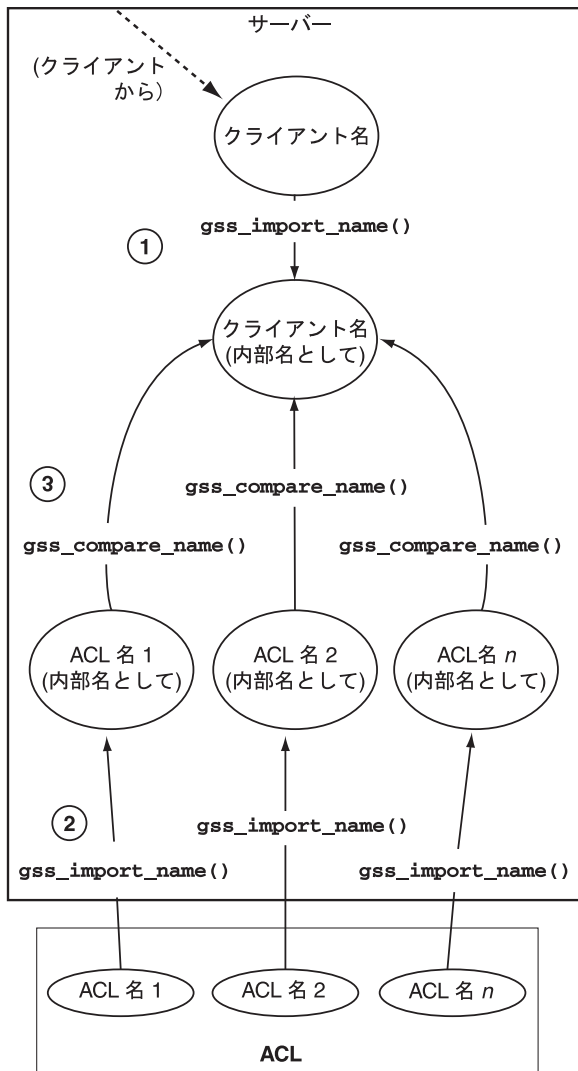 サーバー
(クライアント
から)
クライアント名
gss_import_name()
1
クライアント名
(内部名として)
3
gss_compare_name()
gss_compare_name()
gss_compare_name()
ACL 名 1
(内部名として)
ACL 名 2
(内部名として)
ACL名 n
(内部名として)
2
gss_import_name()
gss_import_name()
gss_import_name()
ACL 名 1
ACL 名 2
ACL 名 n
ACL